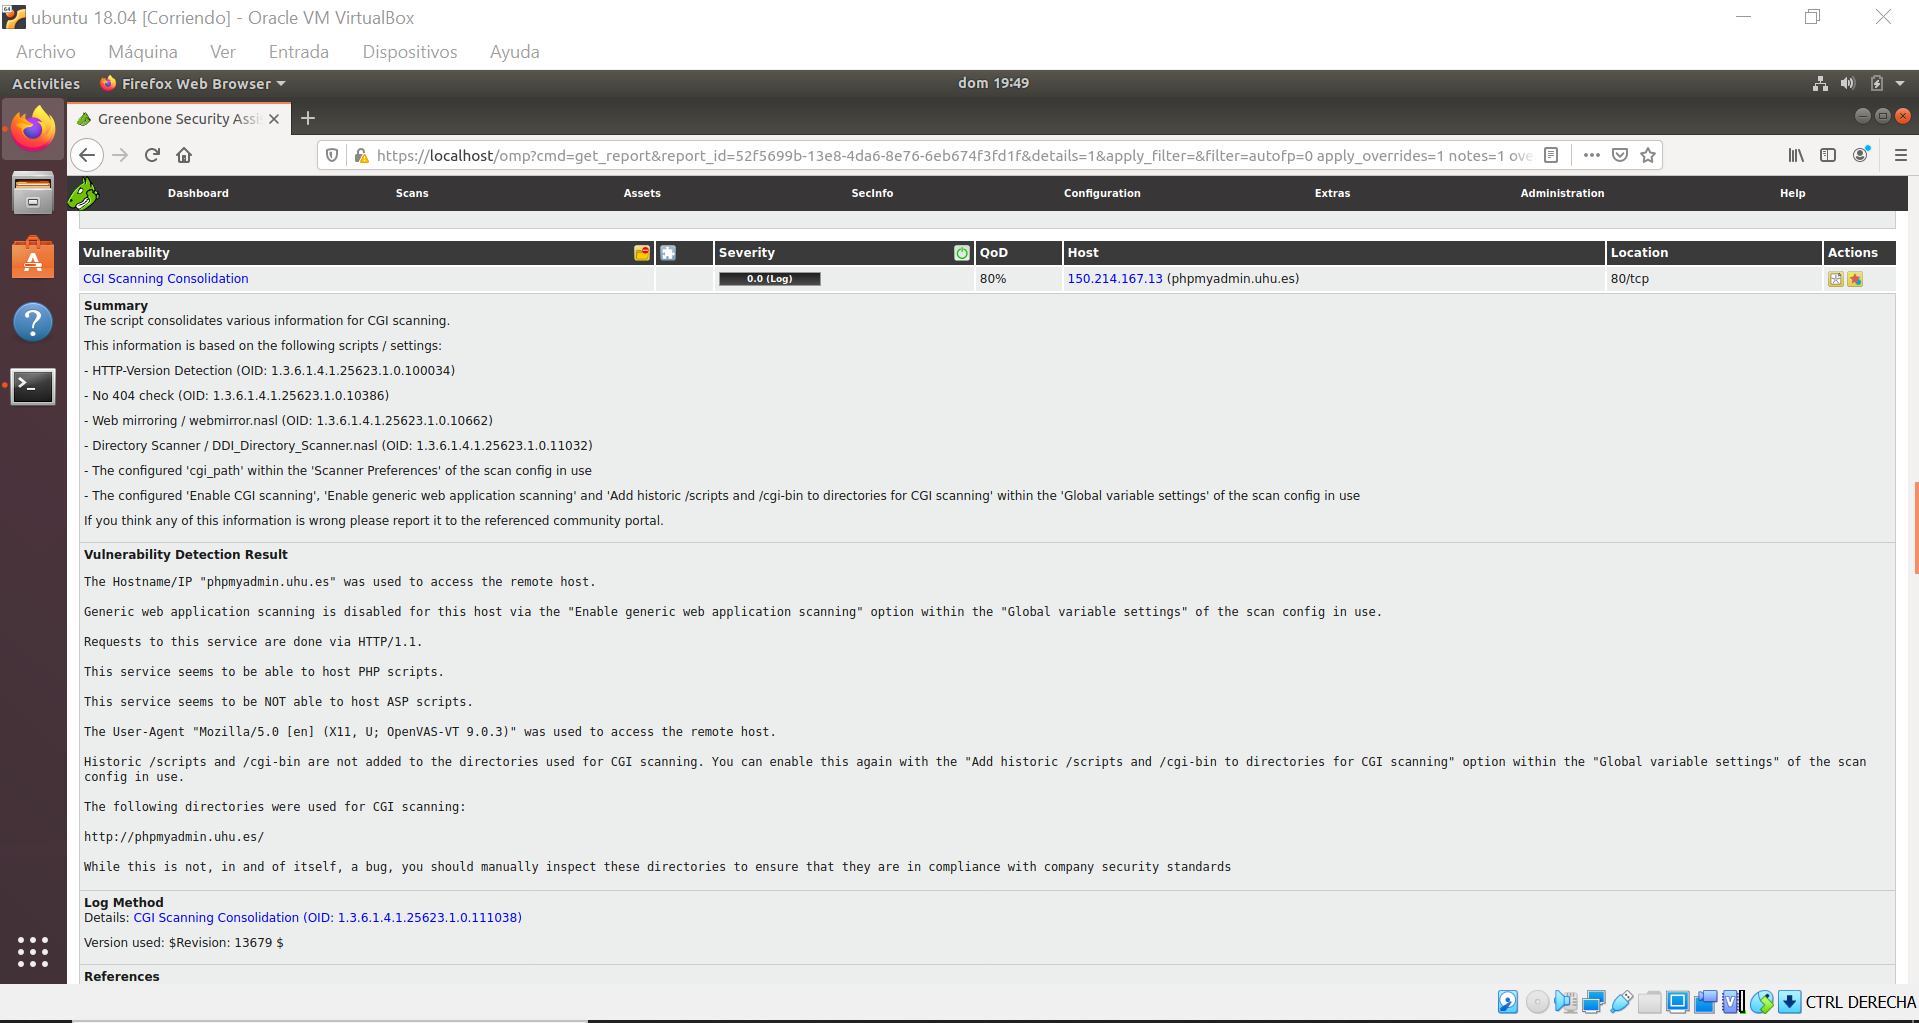 ubuntu 18.04 [Corriendo] - Oracle VM VirtualBox
Archivo Máquina Ver Entrada Dispositivos Ayuda
Activities Firefox Web Browser dom 19:49
Greenbone Security Assi
https://localhost/omp?cmd=get_report&report_id=52f5699b-13e8-4da6-8e76-6eb674f3fd1f&details=1&apply_filter=&filter=autofp=0 apply_overrides=1 notes=1 ove
Dashboard Scans Assets SecInfo Configuration Extras Administration Help
Vulnerability Severity QoD Host Location Actions
CGI Scanning Consolidation 0.0 (Log) 80% 150.214.167.13 (phpmyadmin.uhu.es) 80/tcp
Summary
The script consolidates various information for CGI scanning.
This information is based on the following scripts / settings:
- HTTP-Version Detection (OID: 1.3.6.1.4.1.25623.1.0.100034)
- No 404 check (OID: 1.3.6.1.4.1.25623.1.0.10386)
- Web mirroring / webmirror.nasl (OID: 1.3.6.1.4.1.25623.1.0.10662)
- Directory Scanner / DDI_Directory_Scanner.nasl (OID: 1.3.6.1.4.1.25623.1.0.11032)
- The configured 'cgi_path' within the 'Scanner Preferences' of the scan config in use
- The configured 'Enable CGI scanning', 'Enable generic web application scanning' and 'Add historic /scripts and /cgi-bin to directories for CGI scanning' within the 'Global variable settings' of the scan config in use
If you think any of this information is wrong please report it to the referenced community portal.
Vulnerability Detection Result
The Hostname/IP "phpmyadmin.uhu.es" was used to access the remote host.
Generic web application scanning is disabled for this host via the "Enable generic web application scanning" option within the "Global variable settings" of the scan config in use.
Requests to this service are done via HTTP/1.1.
This service seems to be able to host PHP scripts.
This service seems to be NOT able to host ASP scripts.
The User-Agent "Mozilla/5.0 [en] (X11, U; OpenVAS-VT 9.0.3)" was used to access the remote host.
Historic /scripts and /cgi-bin are not added to the directories used for CGI scanning. You can enable this again with the "Add historic /scripts and /cgi-bin to directories for CGI scanning" option within the "Global variable settings" of the scan
config in use.
The following directories were used for CGI scanning:
http://phpmyadmin.uhu.es/
While this is not, in and of itself, a bug, you should manually inspect these directories to ensure that they are in compliance with company security standards
Log Method
Details: CGI Scanning Consolidation (OID: 1.3.6.1.4.1.25623.1.0.111038)
Version used: $Revision: 13679 $
References
CTRL DERECHA